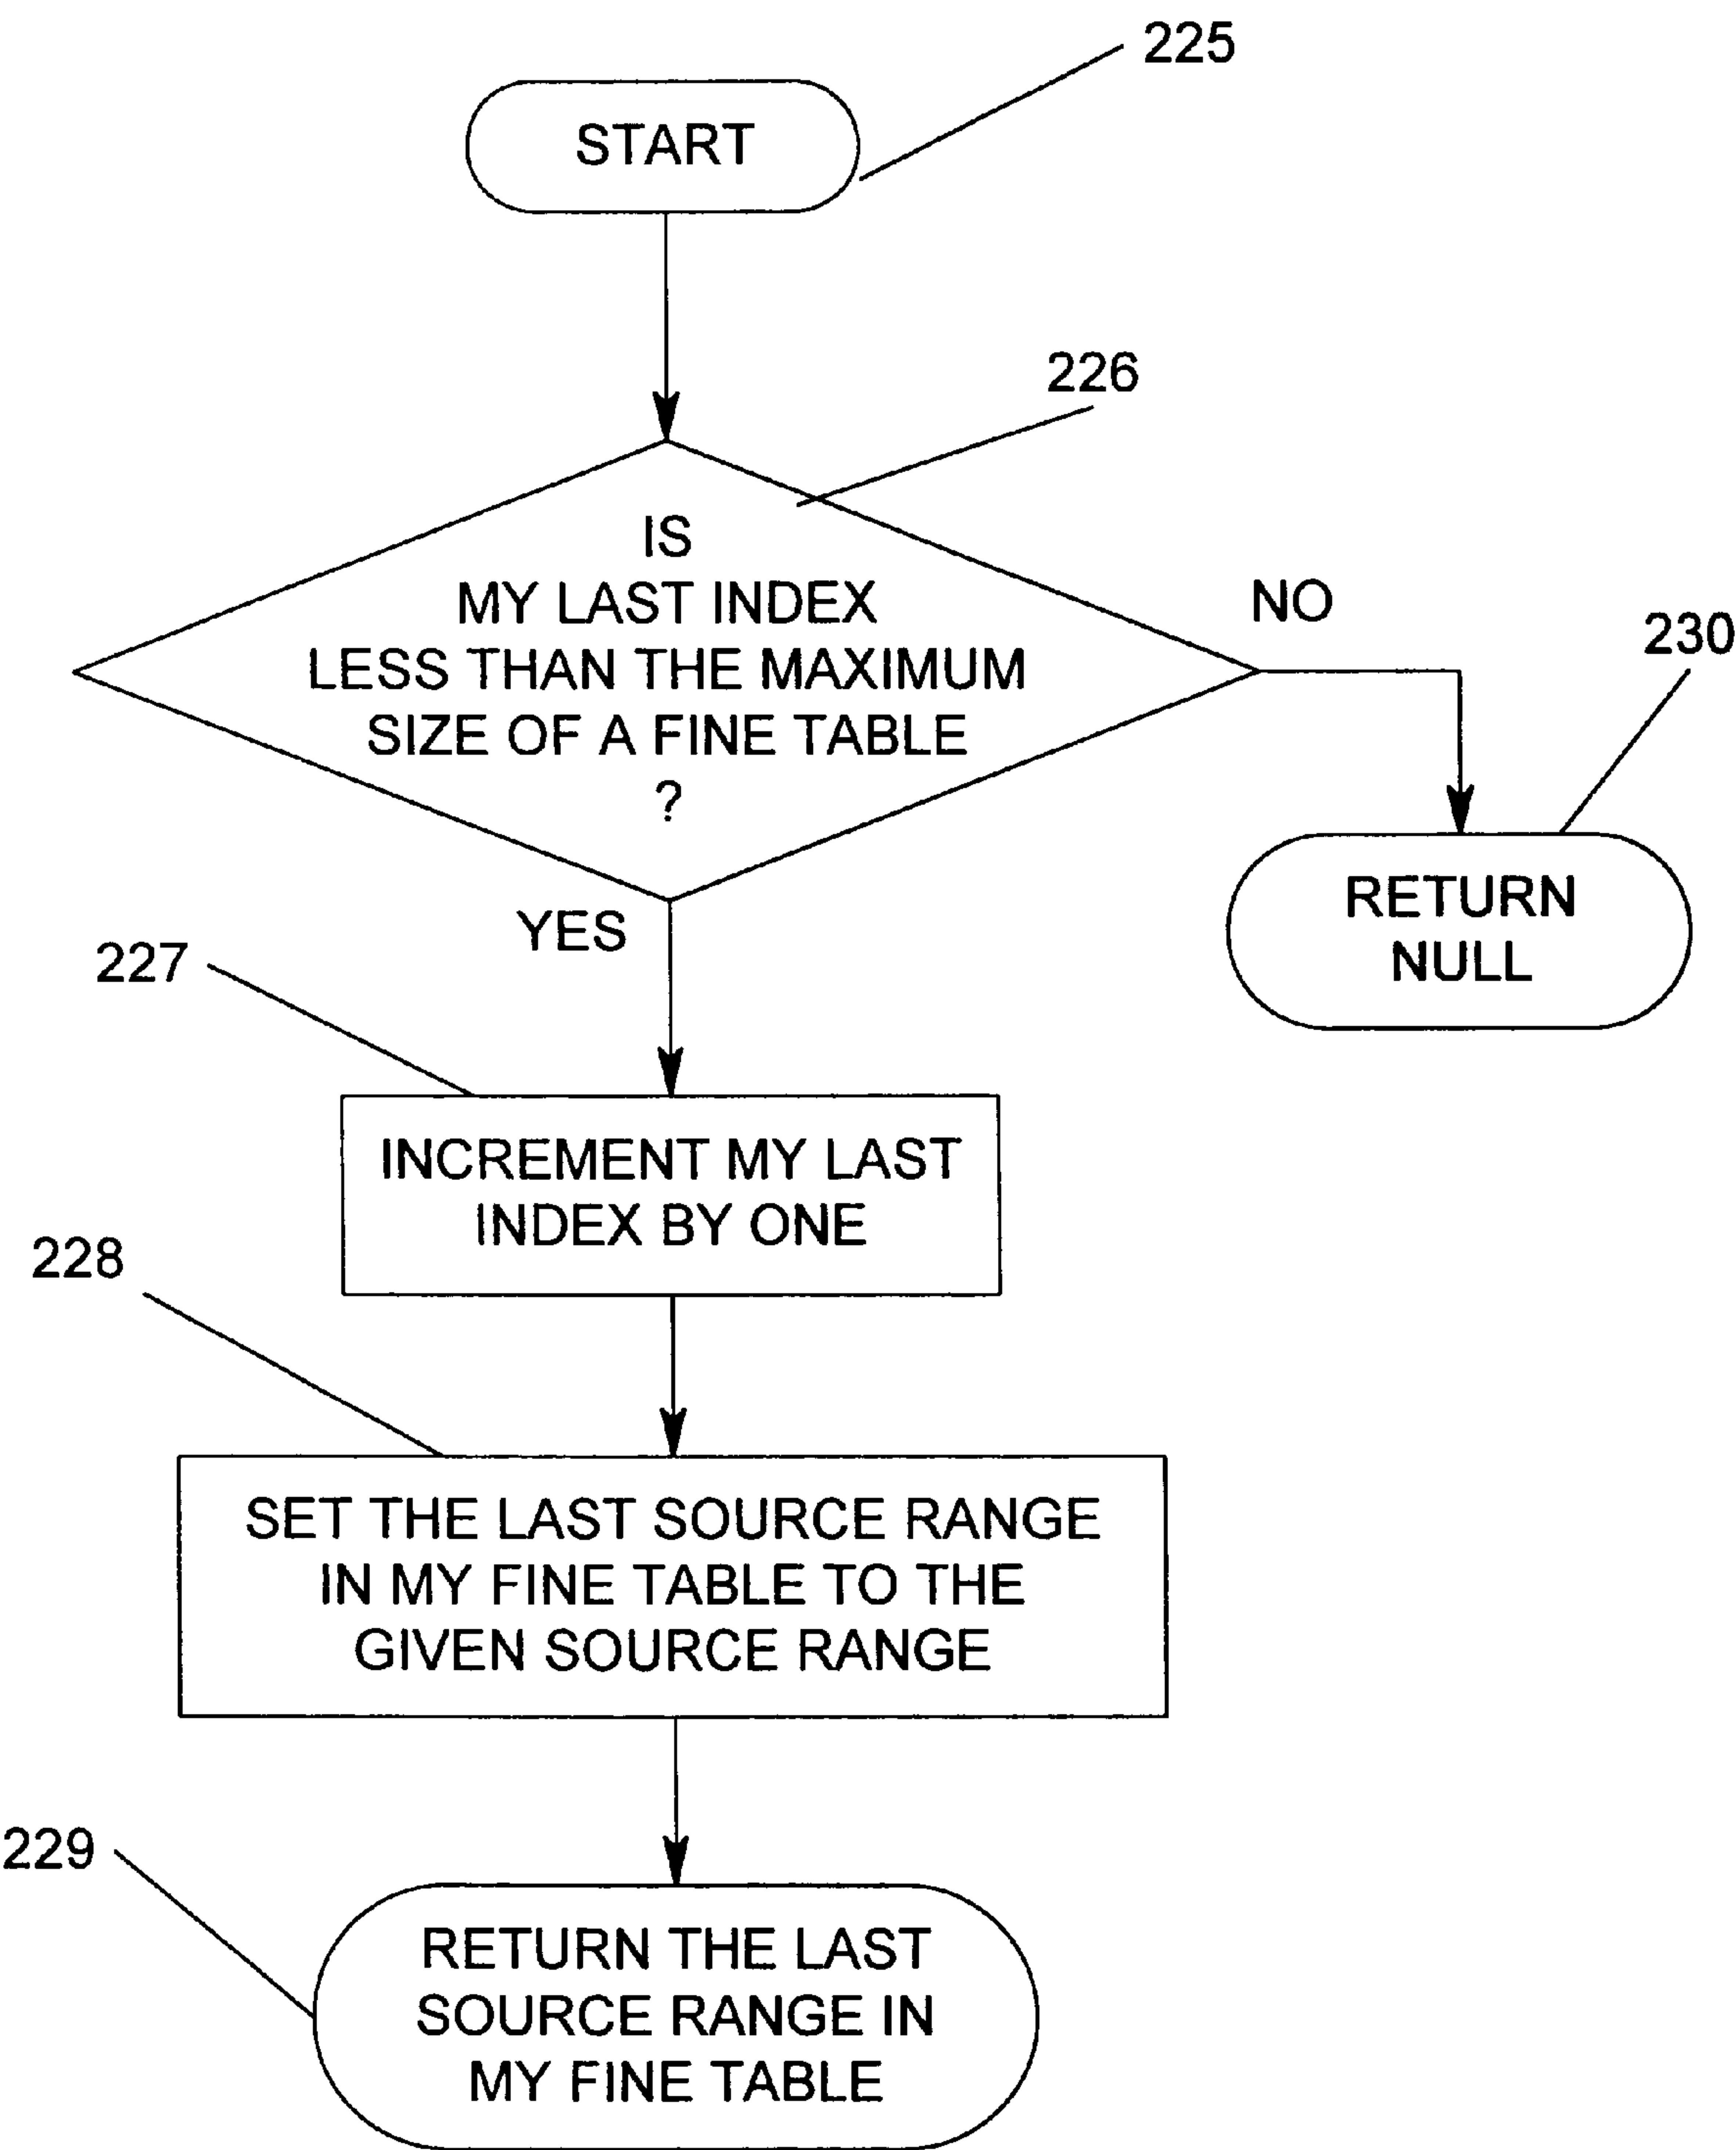 225
START
226
IS
MY LAST INDEX
LESS THAN THE MAXIMUM
SIZE OF A FINE TABLE
?
NO
230
RETURN
NULL
YES
227
INCREMENT MY LAST
INDEX BY ONE
228
SET THE LAST SOURCE RANGE
IN MY FINE TABLE TO THE
GIVEN SOURCE RANGE
229
RETURN THE LAST
SOURCE RANGE IN
MY FINE TABLE